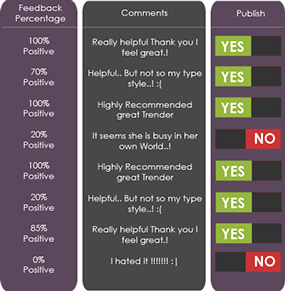 Feedback
Percentage
Comments
Publish
100%
Positive
Really helpful Thank you I
feel great.!
YES
70%
Positive
Helpful.. But not so my type
style..! :(
YES
100%
Positive
Highly Recommended
great Trender
YES
20%
Positive
It seems she is busy in her
own World..!
NO
100%
Positive
Highly Recommended
great Trender
YES
20%
Positive
Helpful.. But not so my type
style..! :(
YES
85%
Positive
Really helpful Thank you I
feel great.!
YES
0%
Positive
I hated it !!!!!!! :|
NO